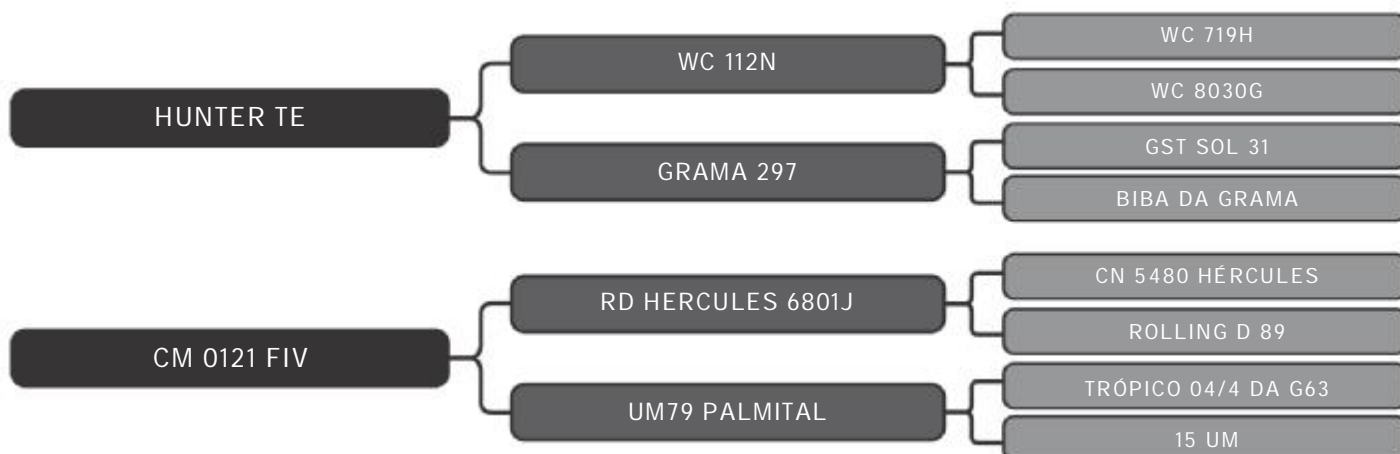 HUNTER TE
WC 112N
GRAMA 297
WC 719H
WC 8030G
GST SOL 31
BIBA DA GRAMA
CM 0121 FIV
RD HERCULES 6801J
UM79 PALMITAL
CN 5480 HÉRCULES
ROLLING D 89
TRÓPICO 04/4 DA G63
15 UM